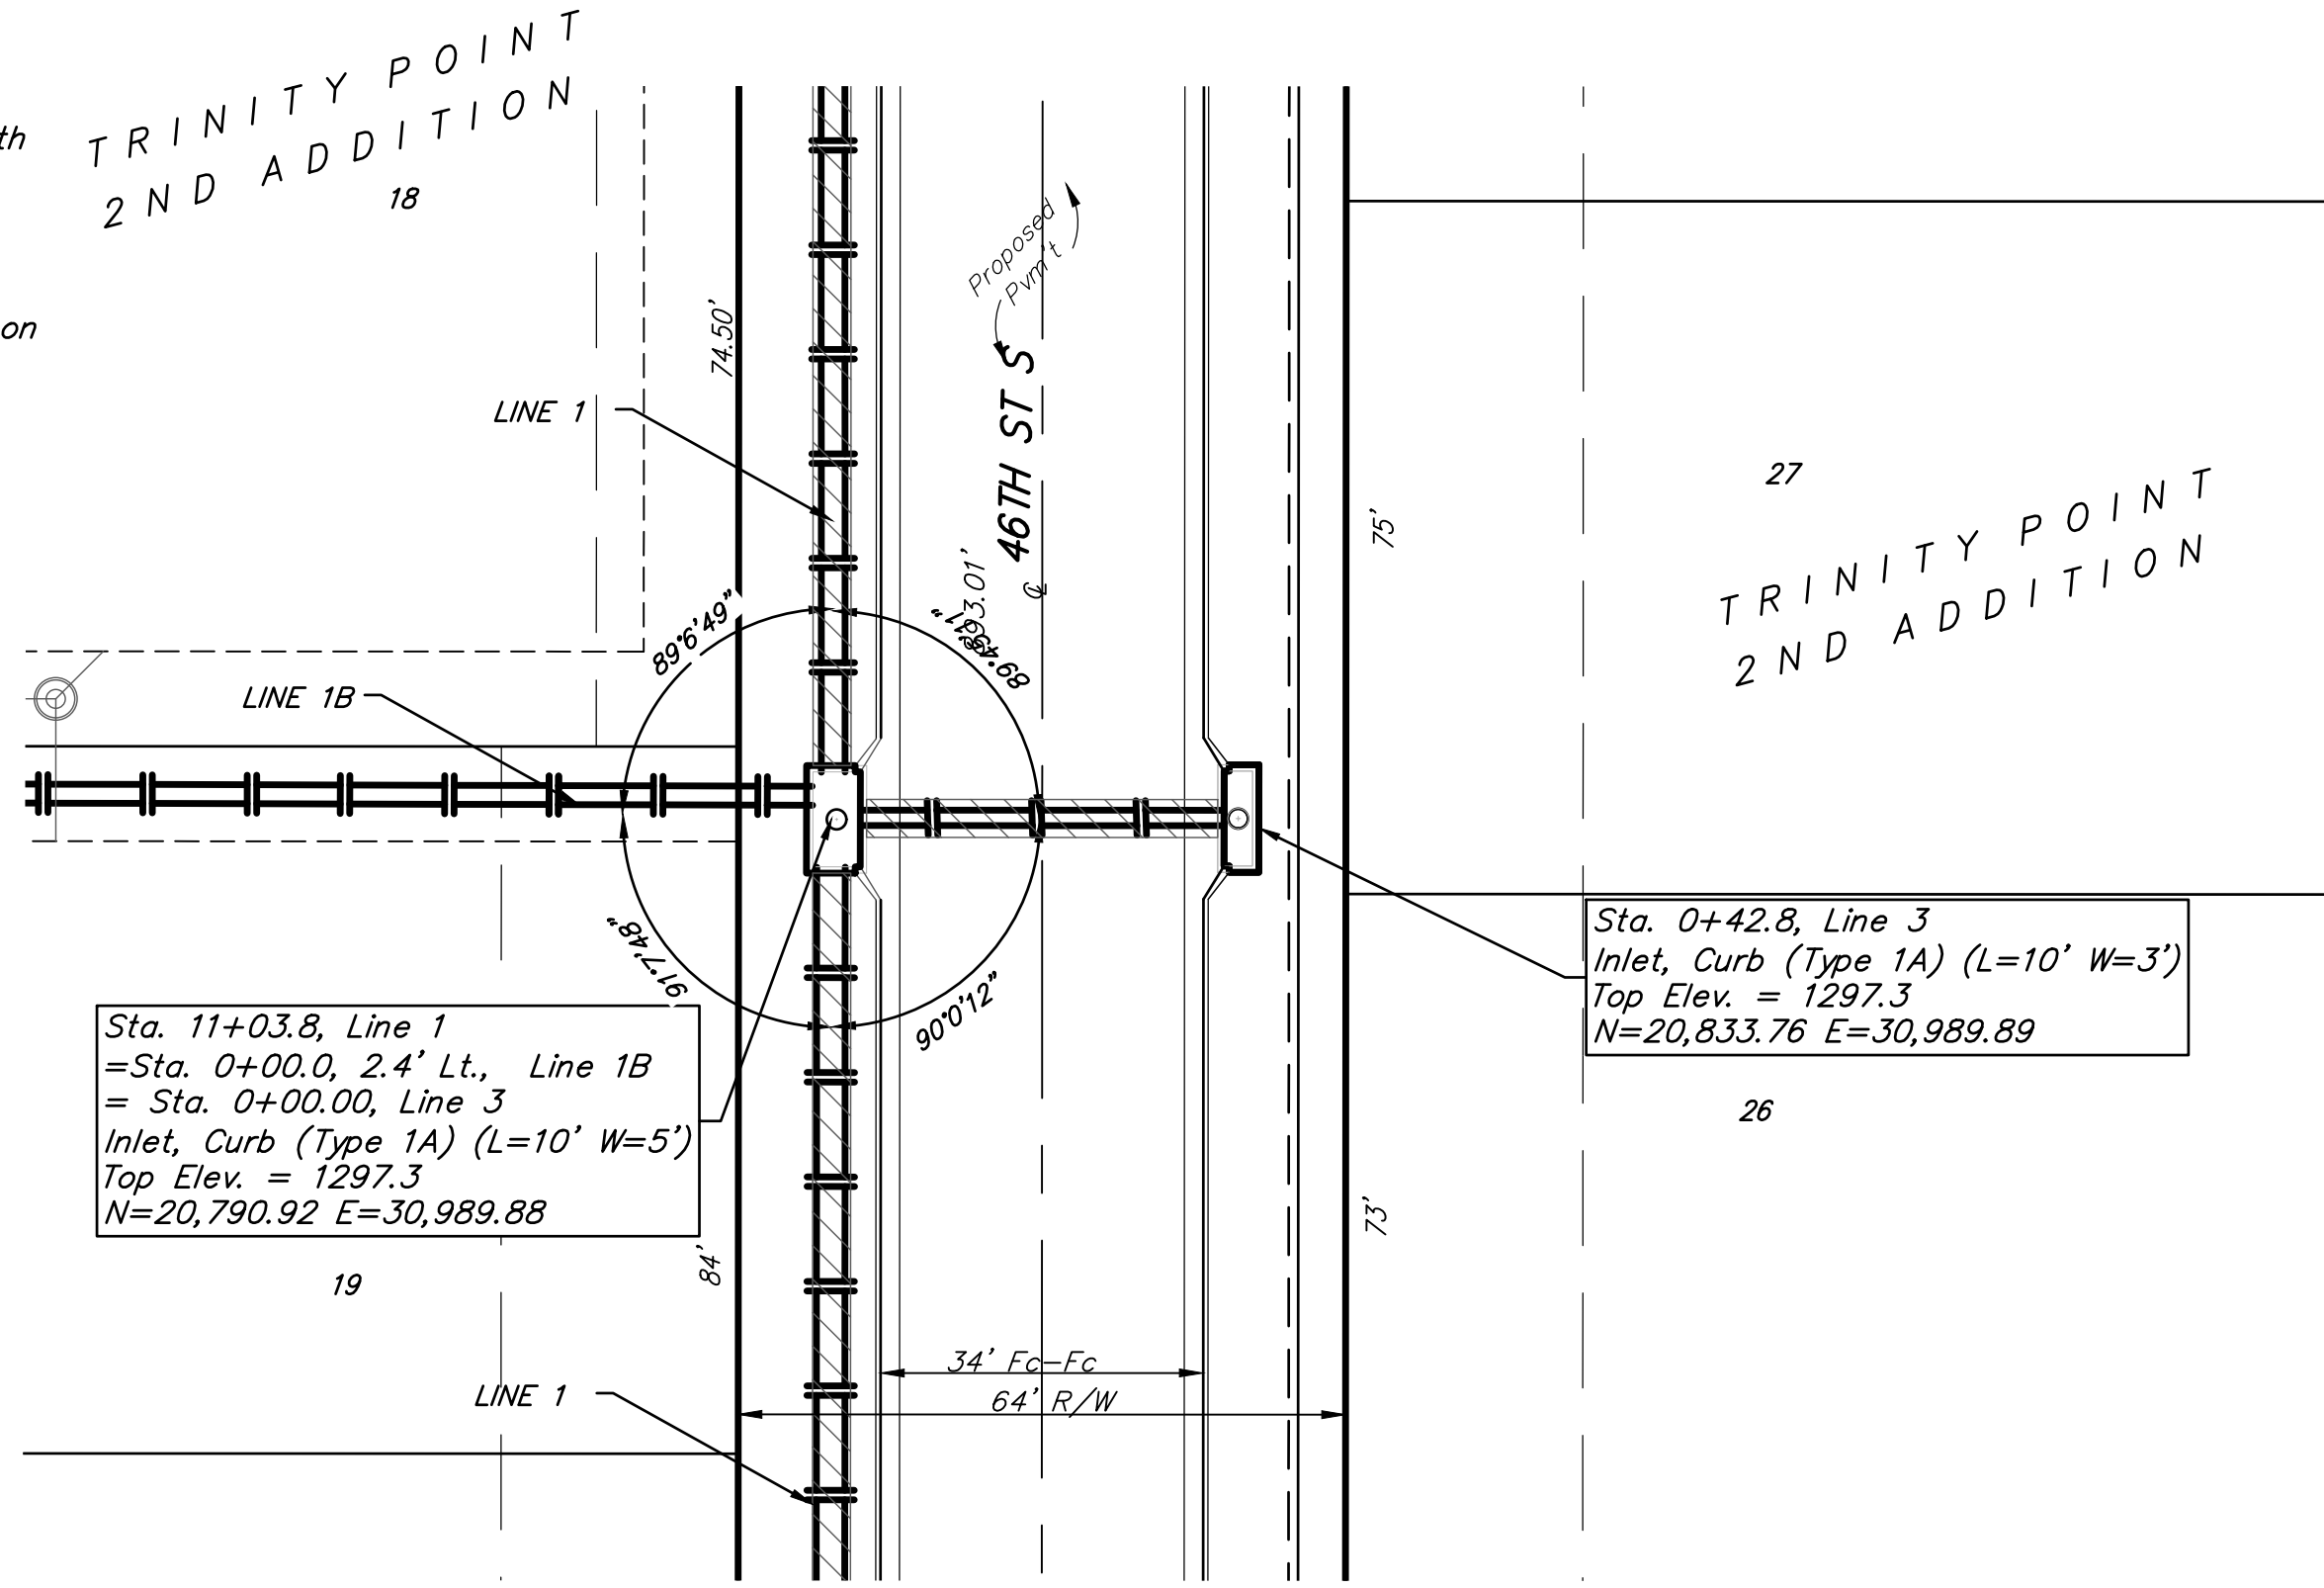 TRINITY POINT
2ND ADDITION
th
18
on
Proposed
Pvm't
74.50'
LINE 1
46TH ST S
27
75'
TRINITY POINT
2ND ADDITION
89°6'49"
LINE 1B
Sta. 0+42.8, Line 3
Inlet, Curb (Type 1A) (L=10' W=3')
Top Elev. = 1297.3
N=20,833.76 E=30,989.89
91°7'48"
90°0'12"
Sta. 11+03.8, Line 1
=Sta. 0+00.0, 2.4' Lt., Line 1B
= Sta. 0+00.00, Line 3
Inlet, Curb (Type 1A) (L=10' W=5')
Top Elev. = 1297.3
N=20,790.92 E=30,989.88
26
73'
84'
19
34' Fc-Fc
64' R/W
LINE 1